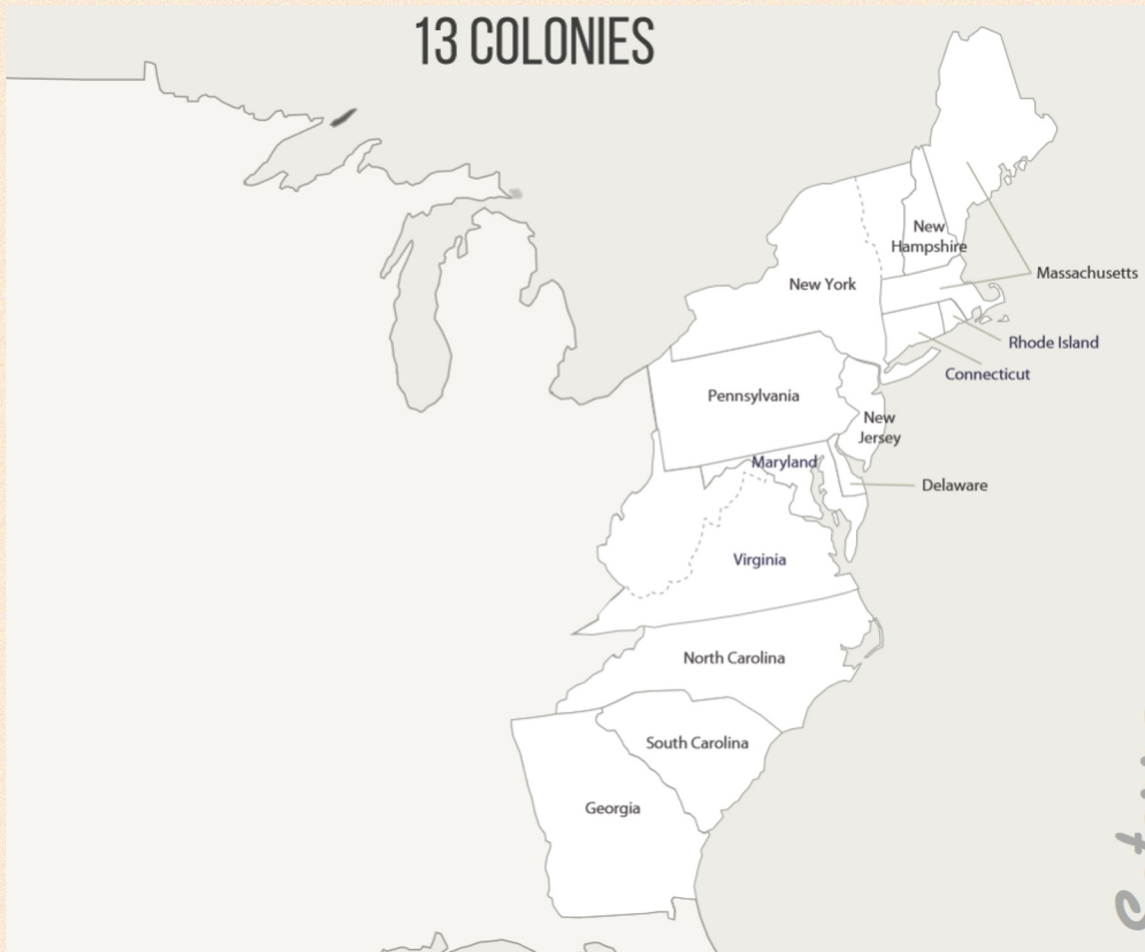 13 COLONIES
New
Hampshire
Massachusetts
New York
Rhode Island
Connecticut
Pennsylvania
New
Jersey
Maryland
Delaware
Virginia
North Carolina
South Carolina
Georgia